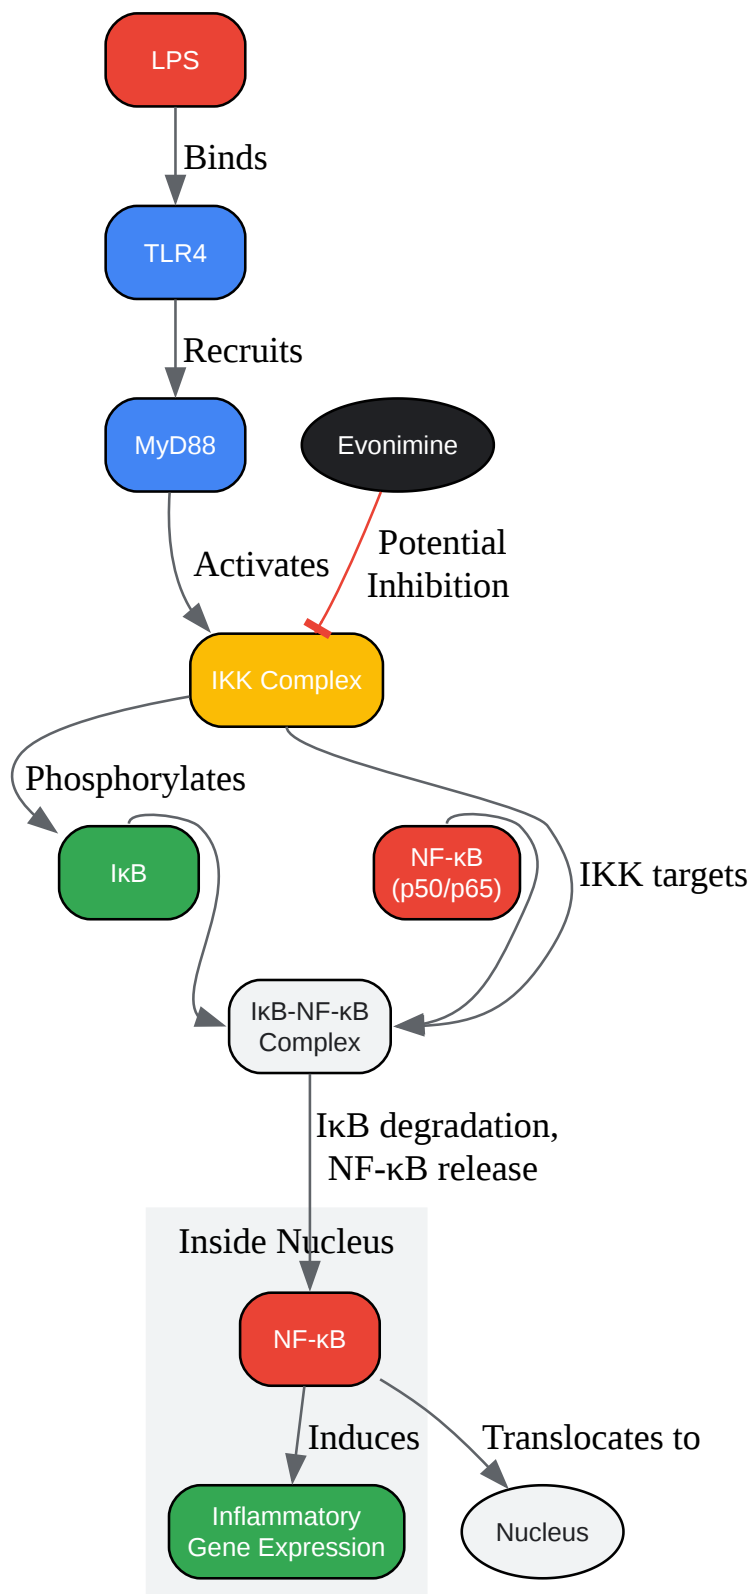 LPS
Binds
TLR4
Recruits
MyD88
Evonimine
Activates
Potential
Inhibition
IKK Complex
Phosphorylates
IκB
NF-κB
(p50/p65)
IKK targets
IκB-NF-κB
Complex
IκB degradation,
NF-κB release
Inside Nucleus
NF-κB
Induces
Translocates to
Inflammatory
Gene Expression
Nucleus